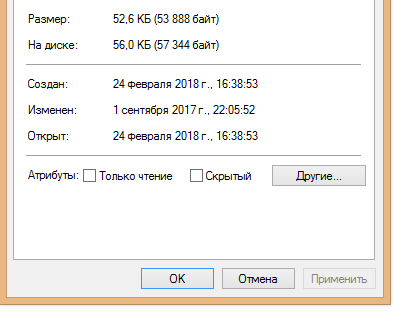 Размер: 52,6 КБ (53 888 байт)
На диске: 56,0 КБ (57 344 байт)
Создан: 24 февраля 2018 г., 16:38:53
Изменен: 1 сентября 2017 г., 22:05:52
Открыт: 24 февраля 2018 г., 16:38:53
Атрибуты: Только чтение Скрытый Другие...
OK Отмена Применить